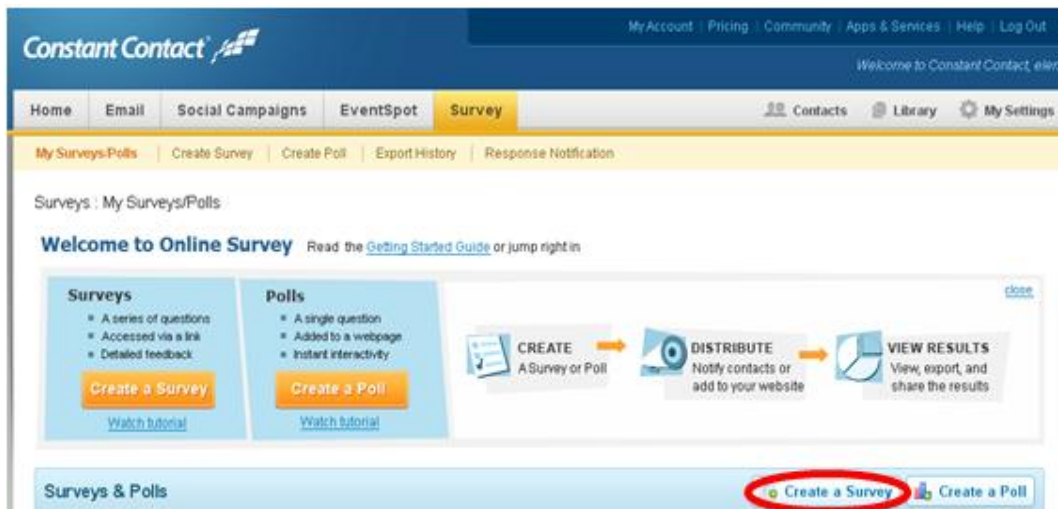 My Account | Pricing | Community | Apps & Services | Help | Log Out
Constant Contact
Welcome to Constant Contact,
Home Email Social Campaigns EventSpot Survey Contacts Library My Settings
My Surveys/Polls | Create Survey | Create Poll | Export History | Response Notification
Surveys : My Surveys/Polls
Welcome to Online Survey Read the Getting Started Guide or jump right in
close
Surveys
A series of questions
Accessed via a link
Detailed feedback
Create a Survey
Watch tutorial
Polls
A single question
Added to a webpage
Instant interactivity
Create a Poll
Watch tutorial
CREATE
A Survey or Poll
DISTRIBUTE
Notify contacts or
add to your website
VIEW RESULTS
View, export, and
share the results
Surveys & Polls Create a Survey Create a Poll